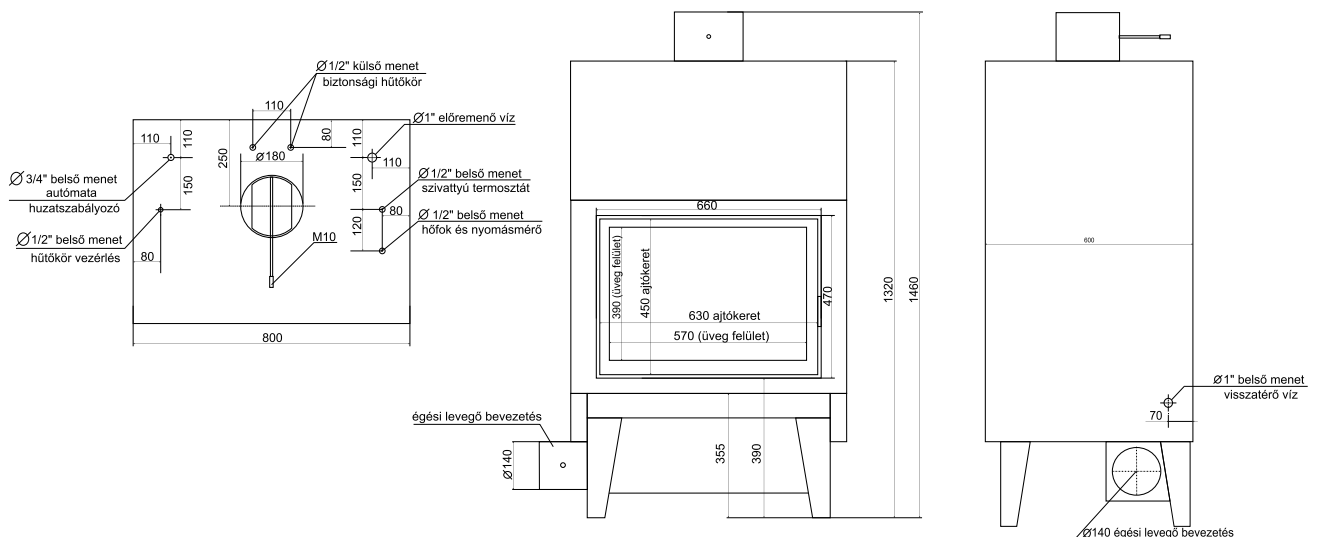 Ø 1/2" külső menet
biztonsági hűtőkör
110
Ø1" előremenő víz
110
110
250
Ø180
80
110
110
Ø 3/4" belső menet
autómata
huzatszabályozó
150
150
Ø1/2" belső menet
szivattyú termosztát
80
Ø 1/2" belső menet
hőfok és nyomásmérő
120
Ø1/2" belső menet
hűtőkör vezérlés
80
M10
800
660
390 (üveg felület)
450 ajtókeret
470
630 ajtókeret
570 (üveg felület)
1320
1460
égési levegő bevezetés
Ø140
355
390
600
Ø1" belső menet
visszatérő víz
70
Ø140 égési levegő bevezetés